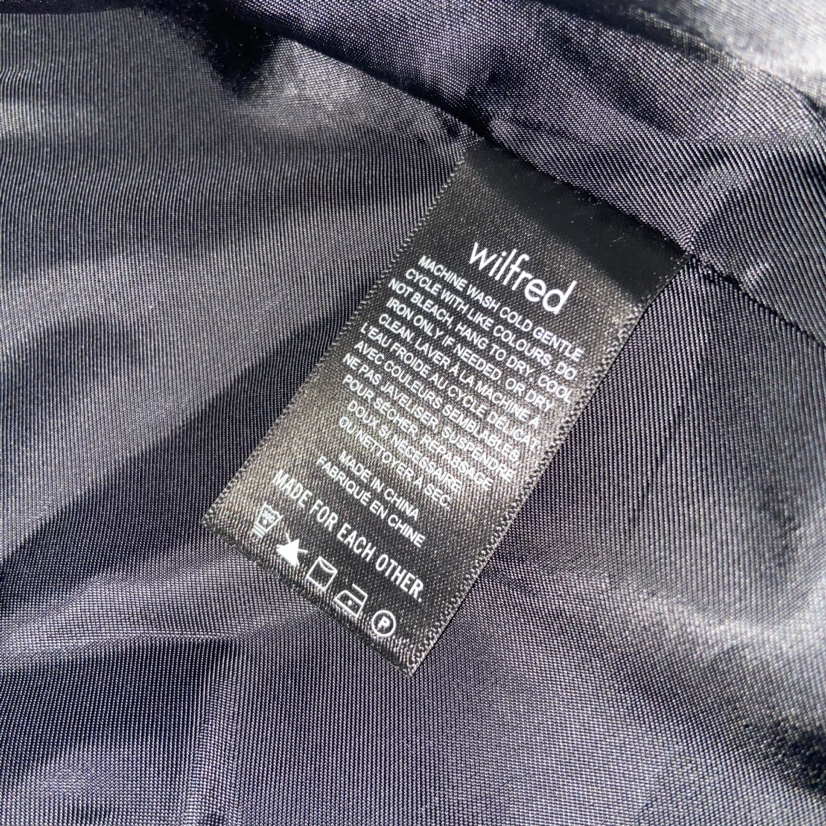 wilfred
MACHINE WASH COLD GENTLE
CYCLE WITH LIKE COLOURS, DO
NOT BLEACH, HANG TO DRY, COOL
IRON ONLY IF NEEDED, OR DRY
CLEAN LAVER À LA MACHINE À
L'EAU FROIDE AU CYCLE DÉLICAT
AVEC COULEURS SEMBLABLES,
NE PAS JAVELISER, SUSPENDRE
POUR SÉCHER, REPASSAGE
DOUX SI NÉCESSAIRE,
OU NETTOYER À SEC.
MADE IN CHINA
FABRIQUÉ EN CHINE
MADE FOR EACH OTHER.
P